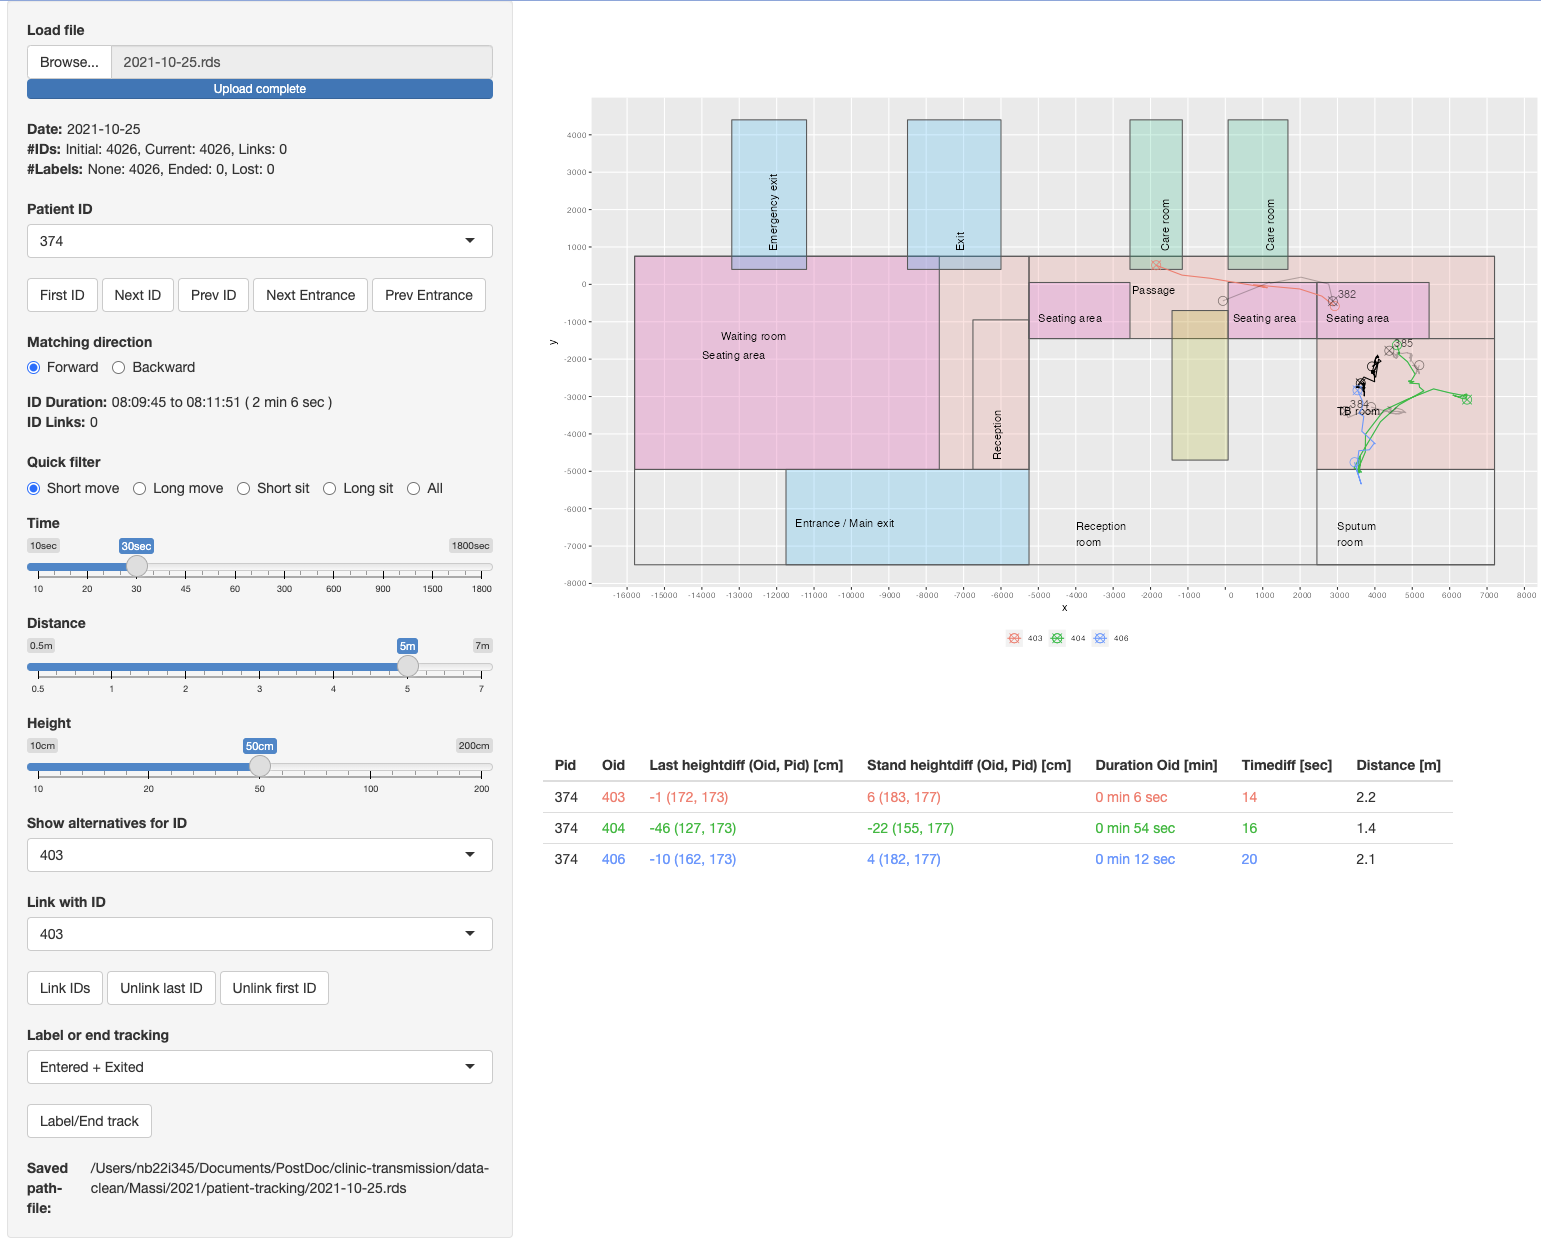 Load file
Browse... 2021-10-25.rds
Upload complete
Date: 2021-10-25
#IDs: Initial: 4026, Current: 4026, Links: 0
#Labels: None: 4026, Ended: 0, Lost: 0
Patient ID
374
First ID Next ID Prev ID Next Entrance Prev Entrance
Matching direction
Forward Backward
ID Duration: 08:09:45 to 08:11:51 ( 2 min 6 sec )
ID Links: 0
Quick filter
Short move Long move Short sit Long sit All
Time
10sec 30sec 1800sec
10 20 30 45 60 300 600 900 1500 1800
Distance
0.5m 5m 7m
0.5 1 2 3 4 5 7
Height
10cm 50cm 200cm
10 20 50 100 200
Show alternatives for ID
403
Link with ID
403
Link IDs Unlink last ID Unlink first ID
Label or end tracking
Entered + Exited
Label/End track
Saved path-file: /Users/nb22i345/Documents/PostDoc/clinic-transmission/data-
clean/Massi/2021/patient-tracking/2021-10-25.rds
4000
3000
2000
1000
0
-1000
-2000
-3000
-4000
-5000
-6000
-7000
-8000
y
Emergency exit
Exit
Care room
Care room
Passage
382
Seating area
Seating area
Seating area
Waiting room
Seating area
385
384
TB room
Reception
Entrance / Main exit
Reception
room
Sputum
room
-16000 -15000 -14000 -13000 -12000 -11000 -10000 -9000 -8000 -7000 -6000 -5000 -4000 -3000 -2000 -1000 0 1000 2000 3000 4000 5000 6000 7000 8000
x
403 404 406
Pid Oid Last heightdiff (Oid, Pid) [cm] Stand heightdiff (Oid, Pid) [cm] Duration Oid [min] Timediff [sec] Distance [m]
374 403 -1 (172, 173) 6 (183, 177) 0 min 6 sec 14 2.2
374 404 -46 (127, 173) -22 (155, 177) 0 min 54 sec 16 1.4
374 406 -10 (162, 173) 4 (182, 177) 0 min 12 sec 20 2.1